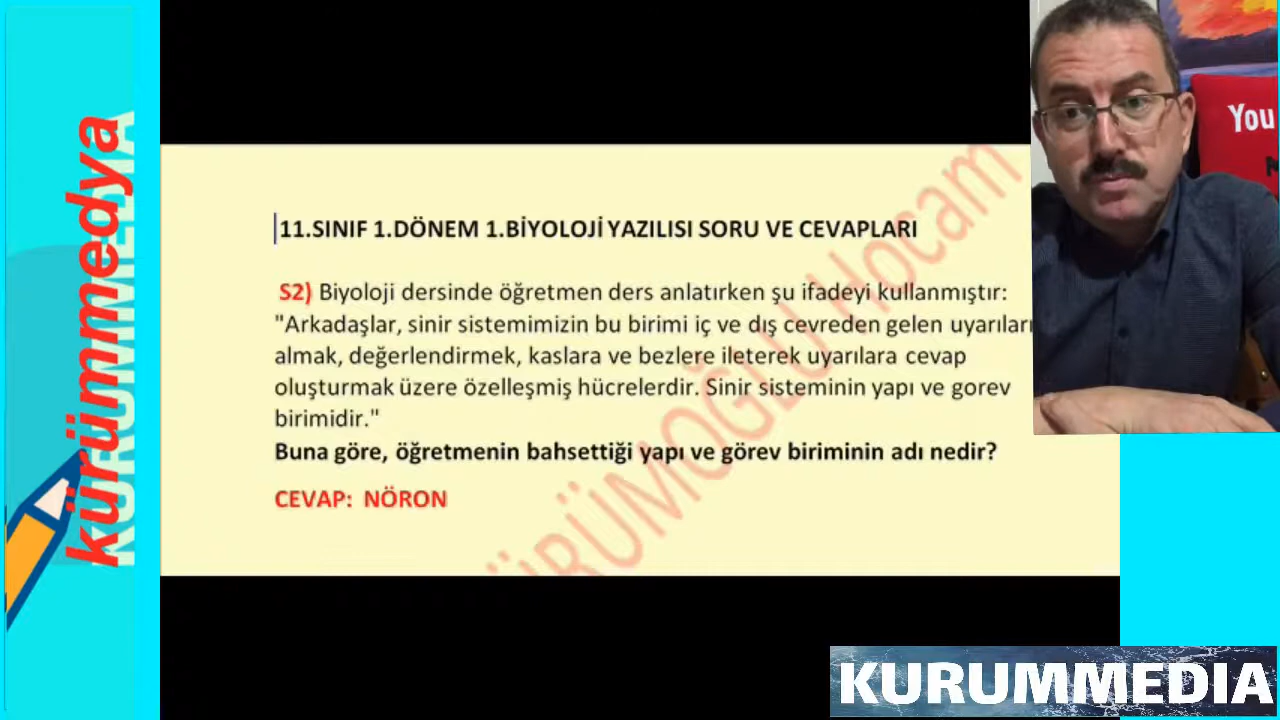 kürümmedya
KURUMMEDIA
11.SINIF 1.DÖNEM 1.BİYOLOJİ YAZILISI SORU VE CEVAPLARI
S2) Biyoloji dersinde öğretmen ders anlatırken şu ifadeyi kullanmıştır:
"Arkadaşlar, sinir sistemimizin bu birimi iç ve dış cevreden gelen uyarıları
almak, değerlendirmek, kaslara ve bezlere ileterek uyarılara cevap
oluşturmak üzere özelleşmiş hücrelerdir. Sinir sisteminin yapı ve gorev
birimidir."
Buna göre, öğretmenin bahsettiği yapı ve görev biriminin adı nedir?
CEVAP: NÖRON
ÜRÜMOĞLU Hocam
You
KURUMMEDIA